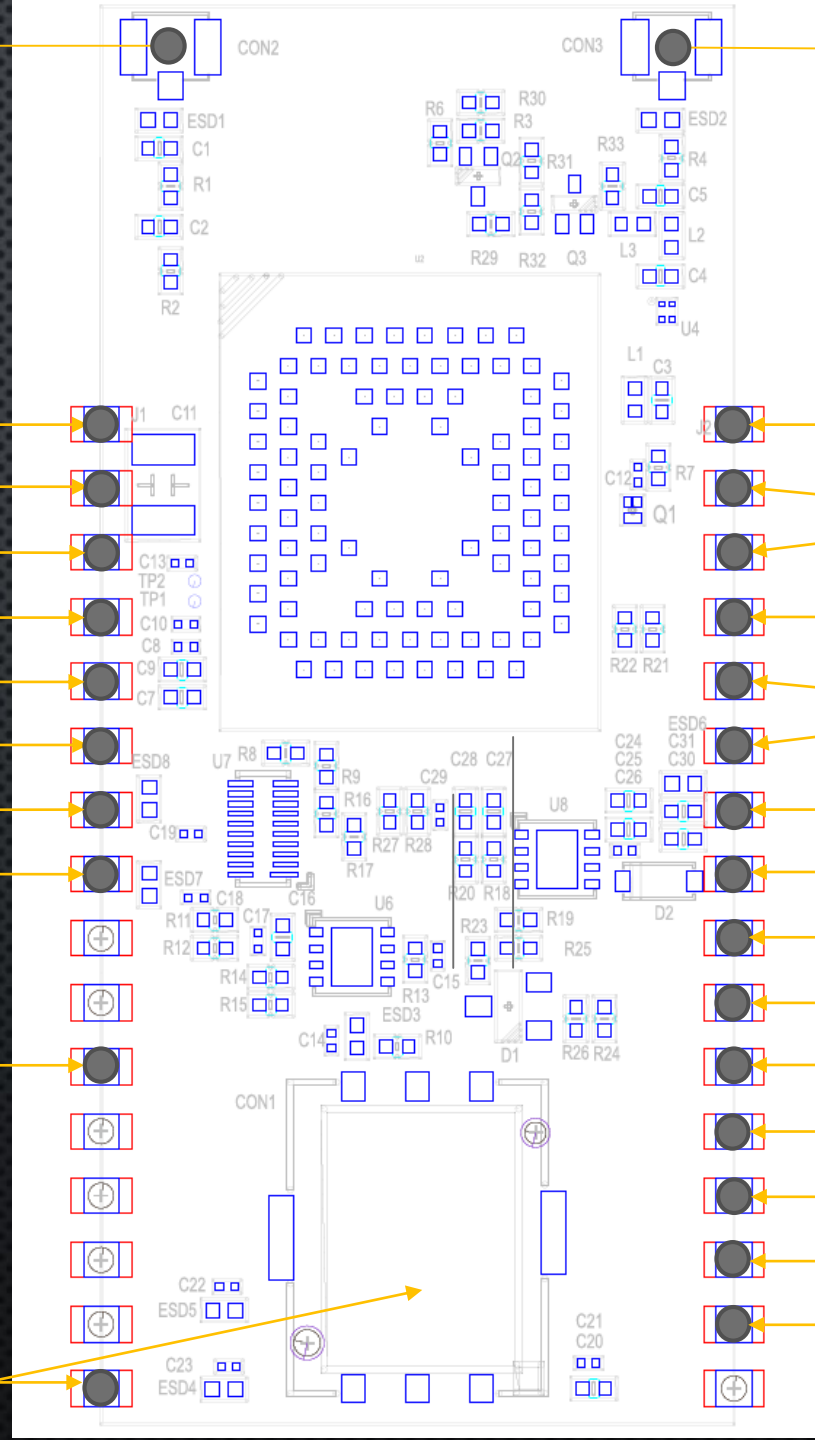 CON2
CON3
ESD1
C1
R1
C2
R2
R6
R30
R3
Q2
R31
R33
ESD2
R4
C5
L2
L3
C4
R29
R32
Q3
U2
U4
L1
C3
J1
C11
J2
C12
R7
Q1
C13
TP2
TP1
C10
C8
C9
C7
R22
R21
ESD8
U7
R8
R9
R16
R17
C29
C28
C27
R27
R28
R20
R18
U8
C24
C25
C26
ESD6
C31
C30
C19
ESD7
C18
C16
C17
R11
R12
R14
R15
U6
R13
C15
R23
R19
R25
D2
C14
ESD3
R10
D1
R26
R24
CON1
C22
ESD5
C23
ESD4
C21
C20